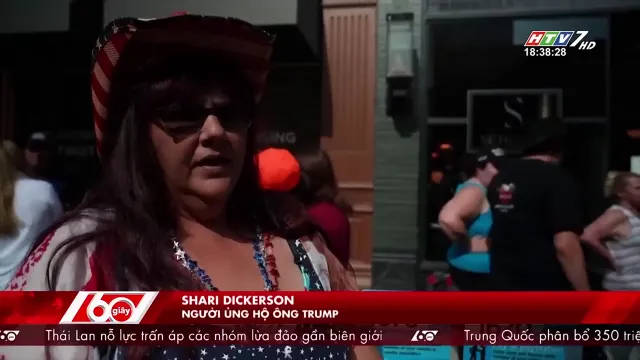 HTV7 HD
18:38:28
S
60 giây
SHARI DICKERSON
NGƯỜI ỦNG HỘ ÔNG TRUMP
Thái Lan nỗ lực trấn áp các nhóm lừa đảo gần biên giới 60 Trung Quốc phân bổ 350 triệ